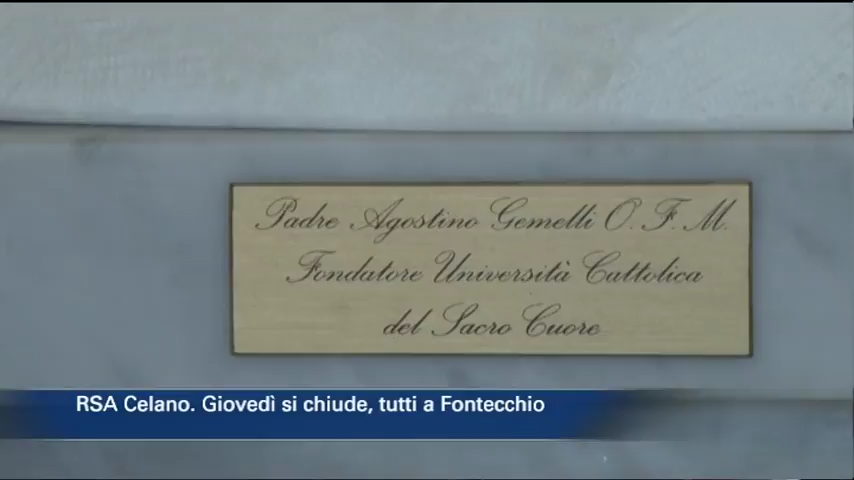 Padre Agostino Gemelli O. F. M.
Fondatore Università Cattolica
del Sacro Cuore
RSA Celano. Giovedì si chiude, tutti a Fontecchio